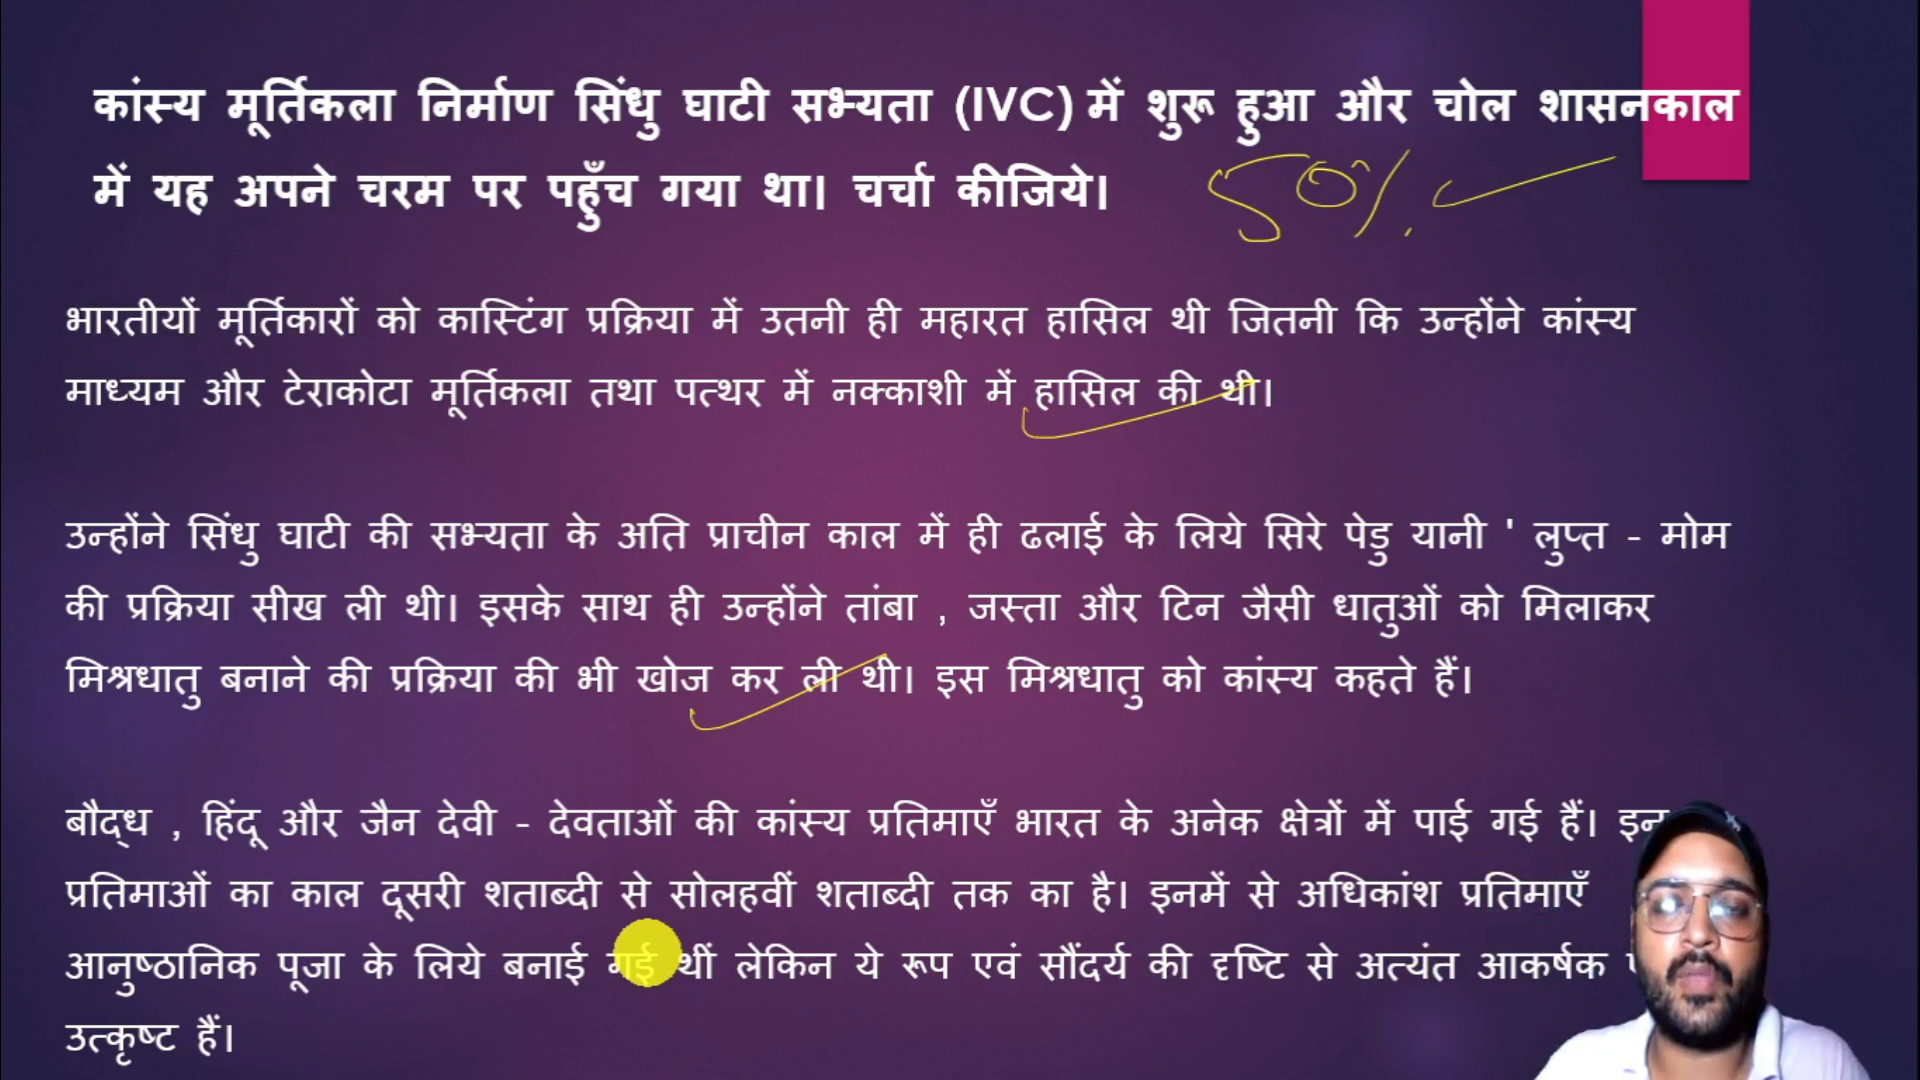 कांस्य मूर्तिकला निर्माण सिंधु घाटी सभ्यता (IVC) में शुरू हुआ और चोल शासनकाल
में यह अपने चरम पर पहुँच गया था। चर्चा कीजिये।
50%.
भारतीयों मूर्तिकारों को कास्टिंग प्रक्रिया में उतनी ही महारत हासिल थी जितनी कि उन्होंने कांस्य
माध्यम और टेराकोटा मूर्तिकला तथा पत्थर में नक्काशी में हासिल की थी।
उन्होंने सिंधु घाटी की सभ्यता के अति प्राचीन काल में ही ढलाई के लिये सिरे पेडु यानी ' लुप्त - मोम
की प्रक्रिया सीख ली थी। इसके साथ ही उन्होंने तांबा , जस्ता और टिन जैसी धातुओं को मिलाकर
मिश्रधातु बनाने की प्रक्रिया की भी खोज कर ली थी। इस मिश्रधातु को कांस्य कहते हैं।
बौद्ध , हिंदू और जैन देवी - देवताओं की कांस्य प्रतिमाएँ भारत के अनेक क्षेत्रों में पाई गई हैं।
प्रतिमाओं का काल दूसरी शताब्दी से सोलहवीं शताब्दी तक का है। इनमें से अधिकांश प्रतिमाएँ
आनुष्ठानिक पूजा के लिये बनाई गई थीं लेकिन ये रूप एवं सौंदर्य की दृष्टि से अत्यंत आकर्षक
उत्कृष्ट हैं।